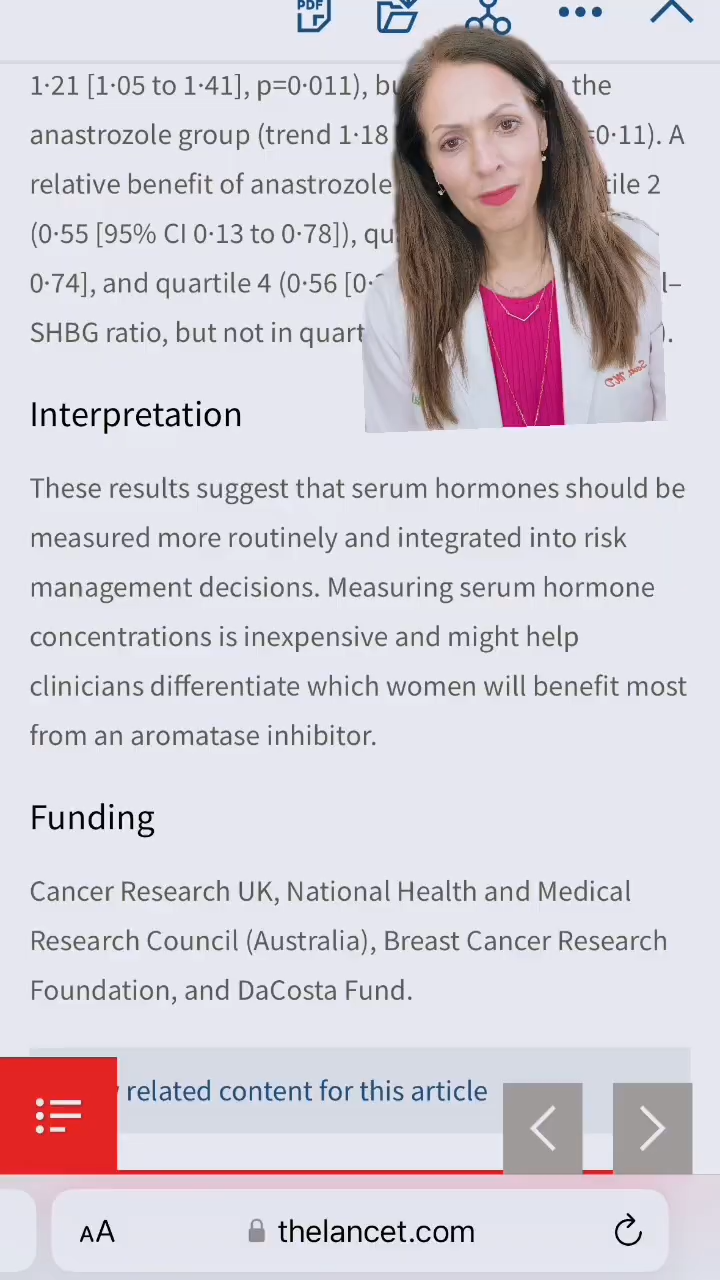 PDF
1·21 [1·05 to 1·41], p=0·011), bu the
anastrozole group (trend 1·18 =0·11). A
relative benefit of anastrozole tile 2
(0·55 [95% CI 0·13 to 0·78]), qu
0·74], and quartile 4 (0·56 [0· l–
SHBG ratio, but not in quart ).
Interpretation
These results suggest that serum hormones should be
measured more routinely and integrated into risk
management decisions. Measuring serum hormone
concentrations is inexpensive and might help
clinicians differentiate which women will benefit most
from an aromatase inhibitor.
Funding
Cancer Research UK, National Health and Medical
Research Council (Australia), Breast Cancer Research
Foundation, and DaCosta Fund.
related content for this article
AA thelancet.com